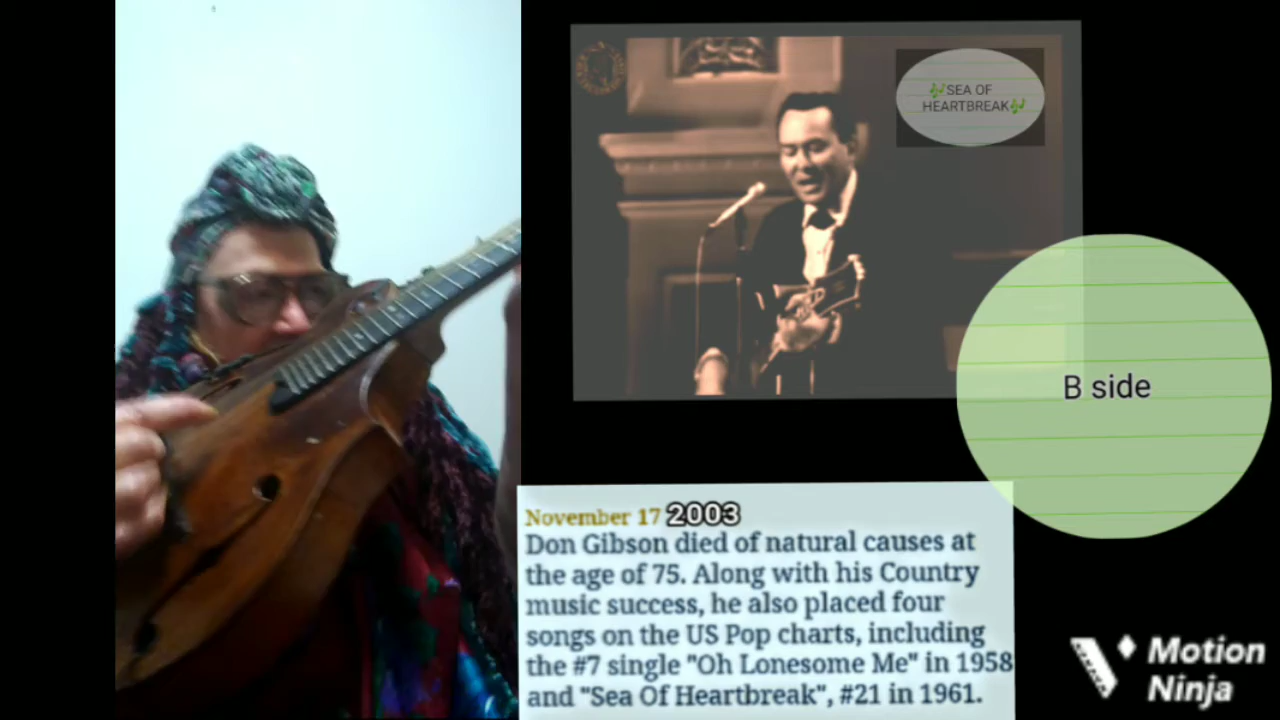 🎶SEA OF
HEARTBREAK🎶
B side
November 17 2003
Don Gibson died of natural causes at
the age of 75. Along with his Country
music success, he also placed four
songs on the US Pop charts, including
the #7 single "Oh Lonesome Me" in 1958
and "Sea Of Heartbreak", #21 in 1961.
Motion
Ninja